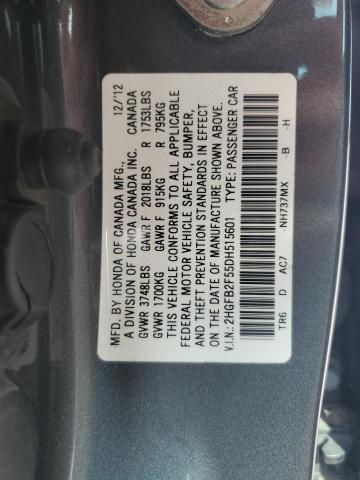 MFD. BY HONDA OF CANADA MFG., 12/'12
A DIVISION OF HONDA CANADA INC. CANADA
GVWR 3748LBS GAWR F 2018LBS R 1753LBS
GVWR 1700KG GAWR F 915KG R 795KG
THIS VEHICLE CONFORMS TO ALL APPLICABLE
FEDERAL MOTOR VEHICLE SAFETY, BUMPER,
AND THEFT PREVENTION STANDARDS IN EFFECT
ON THE DATE OF MANUFACTURE SHOWN ABOVE.
V.I.N.: 2HGFB2F55DH515601 TYPE: PASSENGER CAR
TR6 D AC7 -NH737MX -B -H